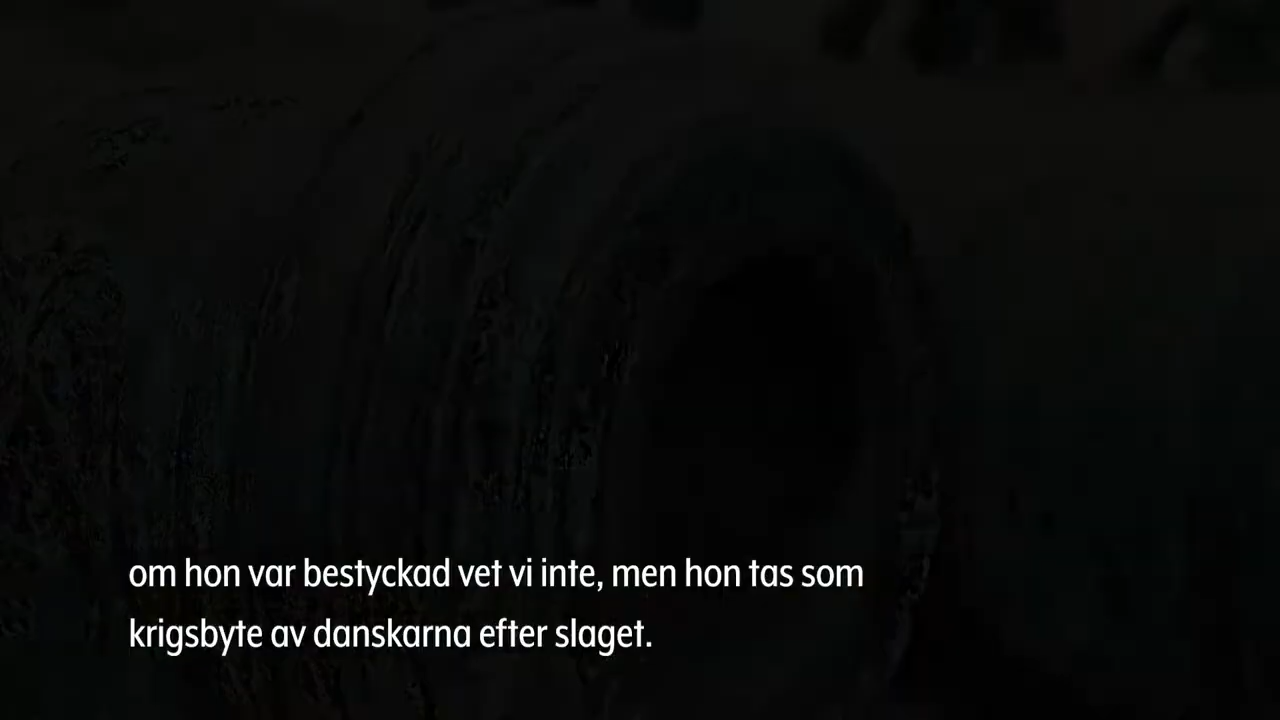 om hon var bestyckad vet vi inte, men hon tas som
krigsbyte av danskarna efter slaget.